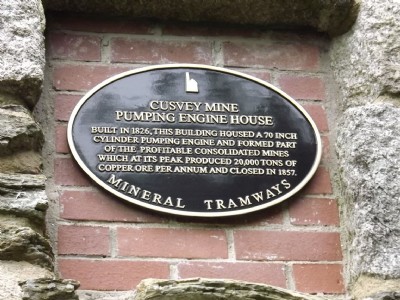 CUSVEY MINE
PUMPING ENGINE HOUSE
BUILT IN 1826, THIS BUILDING HOUSED A 70 INCH
CYLINDER PUMPING ENGINE AND FORMED PART
OF THE PROFITABLE CONSOLIDATED MINES
WHICH AT ITS PEAK PRODUCED 20,000 TONS OF
COPPER ORE PER ANNUM AND CLOSED IN 1857.
MINERAL TRAMWAYS